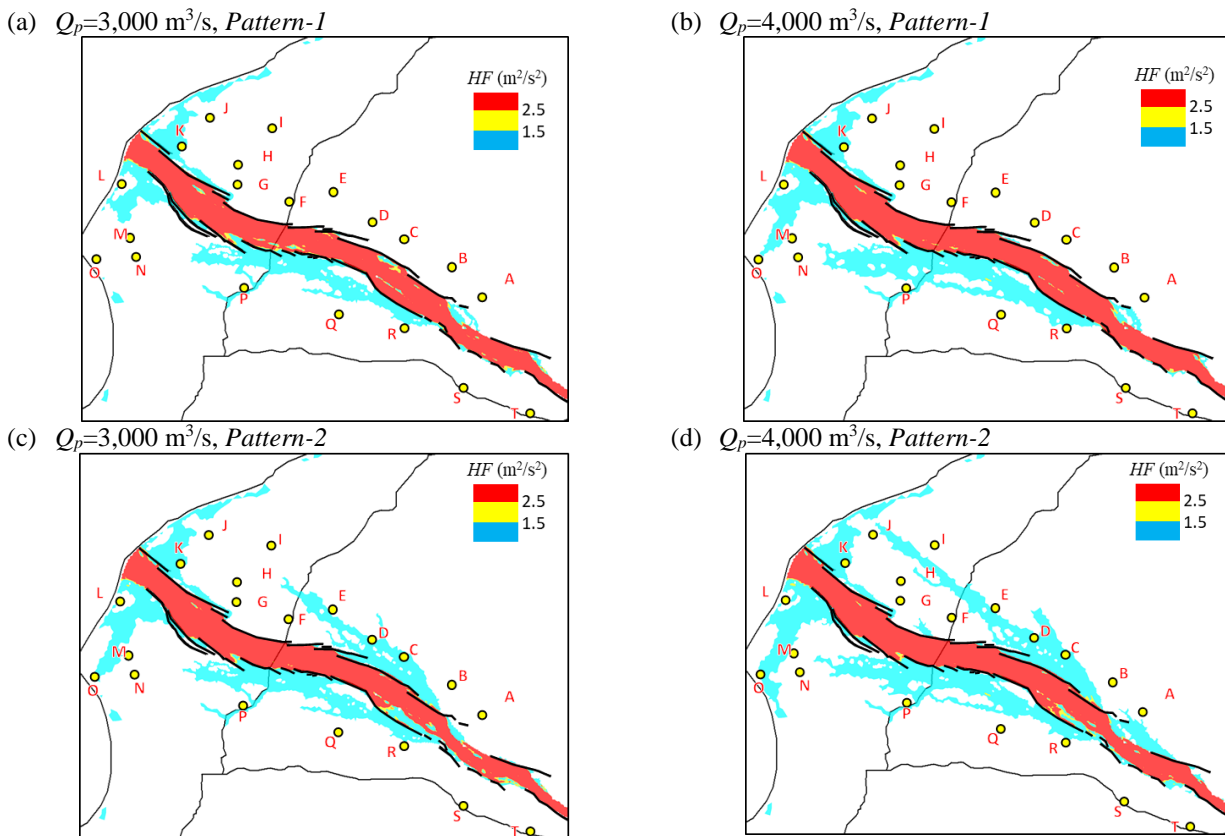 (a) Qp=3,000 m³/s, Pattern-1
(b) Qp=4,000 m³/s, Pattern-1
HF (m²/s²)
2.5
1.5
J
I
K
H
L
G
E
F
D
M
C
O
N
B
A
P
Q
R
S
T
HF (m²/s²)
2.5
1.5
J
I
K
H
L
G
E
F
D
M
C
O
N
B
A
P
Q
R
S
T
(c) Qp=3,000 m³/s, Pattern-2
(d) Qp=4,000 m³/s, Pattern-2
HF (m²/s²)
2.5
1.5
J
I
K
H
L
G
E
F
D
M
C
O
N
B
A
P
Q
R
S
T
HF (m²/s²)
2.5
1.5
J
I
K
H
L
G
E
F
D
M
C
O
N
B
A
P
Q
R
S
T